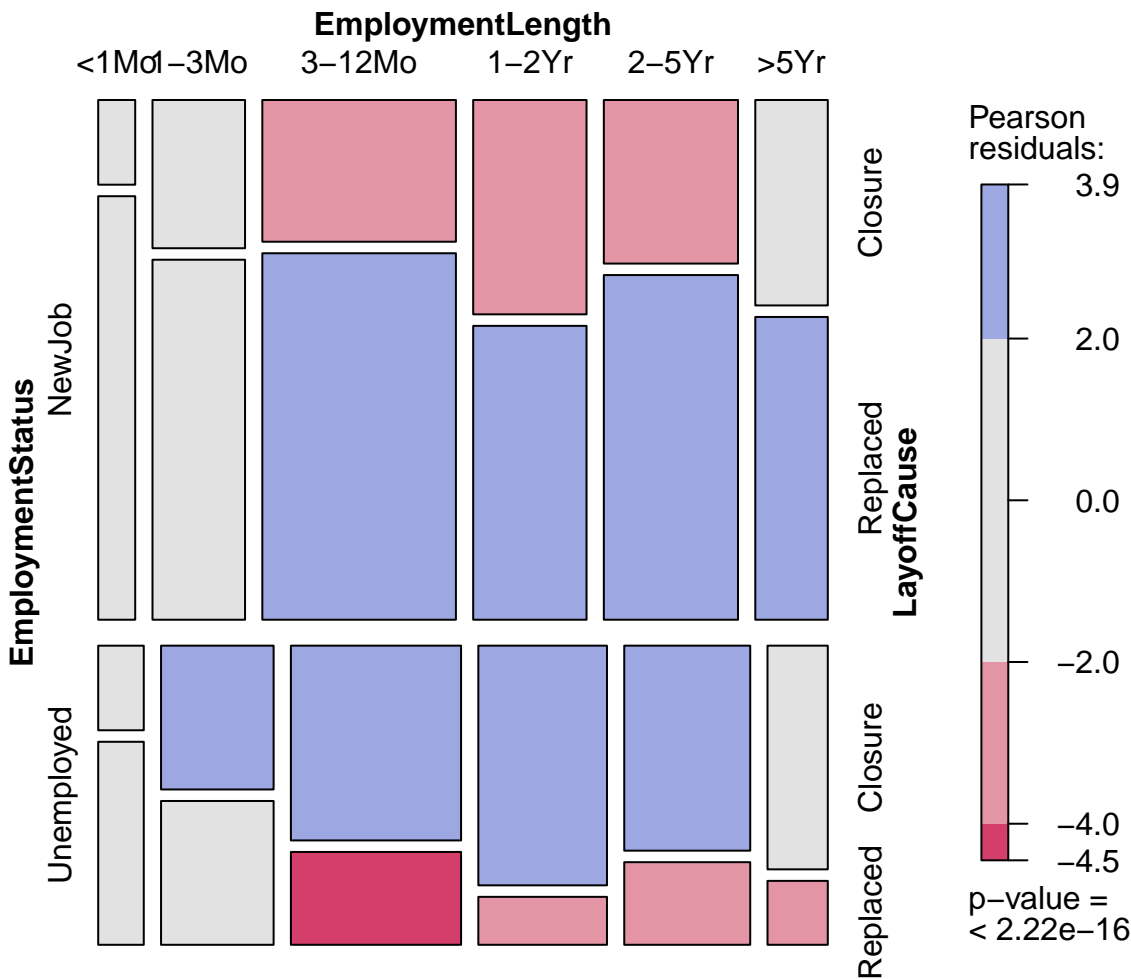 EmploymentLength
<1Mo 1−3Mo 3−12Mo 1−2Yr 2−5Yr >5Yr
EmploymentStatus
NewJob
Unemployed
Closure
Replaced
Closure
Replaced
LayoffCause
Pearson
residuals:
3.9
2.0
0.0
−2.0
−4.0
−4.5
p−value =
< 2.22e−16